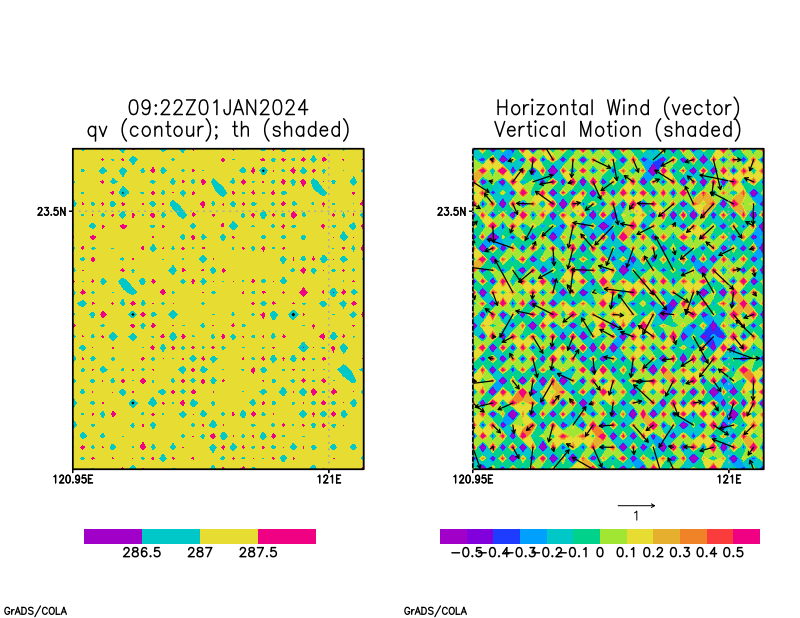 09:22Z01JAN2024
qv (contour); th (shaded)
23.5N
120.95E 121E
286.5 287 287.5
Horizontal Wind (vector)
Vertical Motion (shaded)
23.5N
120.95E 121E
1
-0.5 -0.4 -0.3 -0.2 -0.1 0 0.1 0.2 0.3 0.4 0.5
GrADS/COLA
GrADS/COLA